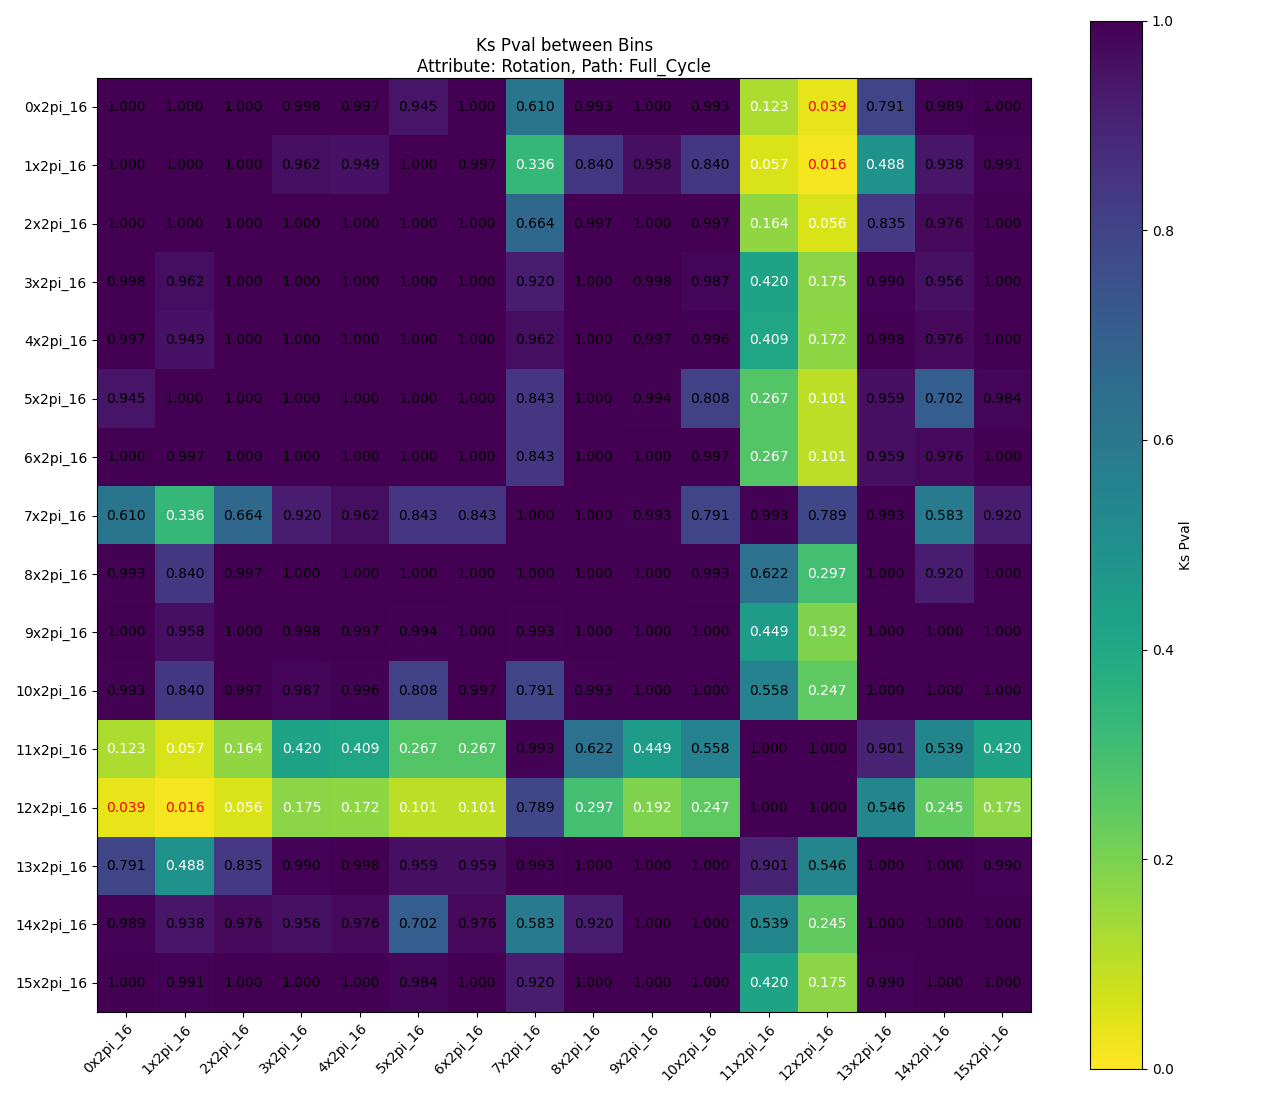 Ks Pval between Bins
Attribute: Rotation, Path: Full_Cycle
0x2pi_16 1.000 1.000 1.000 0.998 0.997 0.945 1.000 0.610 0.993 1.000 0.993 0.123 0.039 0.791 0.989 1.000
1x2pi_16 1.000 1.000 1.000 0.962 0.949 1.000 0.997 0.336 0.840 0.958 0.840 0.057 0.016 0.488 0.938 0.991
2x2pi_16 1.000 1.000 1.000 1.000 1.000 1.000 1.000 0.664 0.997 1.000 0.997 0.164 0.056 0.835 0.976 1.000
3x2pi_16 0.998 0.962 1.000 1.000 1.000 1.000 1.000 0.920 1.000 0.998 0.987 0.420 0.175 0.990 0.956 1.000
4x2pi_16 0.997 0.949 1.000 1.000 1.000 1.000 1.000 0.962 1.000 0.997 0.996 0.409 0.172 0.998 0.976 1.000
5x2pi_16 0.945 1.000 1.000 1.000 1.000 1.000 1.000 0.843 1.000 0.994 0.808 0.267 0.101 0.959 0.702 0.984
6x2pi_16 1.000 0.997 1.000 1.000 1.000 1.000 1.000 0.843 1.000 1.000 0.997 0.267 0.101 0.959 0.976 1.000
7x2pi_16 0.610 0.336 0.664 0.920 0.962 0.843 0.843 1.000 1.000 0.993 0.791 0.993 0.789 0.993 0.583 0.920
8x2pi_16 0.993 0.840 0.997 1.000 1.000 1.000 1.000 1.000 1.000 1.000 0.993 0.622 0.297 1.000 0.920 1.000
9x2pi_16 1.000 0.958 1.000 0.998 0.997 0.994 1.000 0.993 1.000 1.000 1.000 0.449 0.192 1.000 1.000 1.000
10x2pi_16 0.993 0.840 0.997 0.987 0.996 0.808 0.997 0.791 0.993 1.000 1.000 0.558 0.247 1.000 1.000 1.000
11x2pi_16 0.123 0.057 0.164 0.420 0.409 0.267 0.267 0.993 0.622 0.449 0.558 1.000 1.000 0.901 0.539 0.420
12x2pi_16 0.039 0.016 0.056 0.175 0.172 0.101 0.101 0.789 0.297 0.192 0.247 1.000 1.000 0.546 0.245 0.175
13x2pi_16 0.791 0.488 0.835 0.990 0.998 0.959 0.959 0.993 1.000 1.000 1.000 0.901 0.546 1.000 1.000 0.990
14x2pi_16 0.989 0.938 0.976 0.956 0.976 0.702 0.976 0.583 0.920 1.000 1.000 0.539 0.245 1.000 1.000 1.000
15x2pi_16 1.000 0.991 1.000 1.000 1.000 0.984 1.000 0.920 1.000 1.000 1.000 0.420 0.175 0.990 1.000 1.000
0x2pi_16 1x2pi_16 2x2pi_16 3x2pi_16 4x2pi_16 5x2pi_16 6x2pi_16 7x2pi_16 8x2pi_16 9x2pi_16 10x2pi_16 11x2pi_16 12x2pi_16 13x2pi_16 14x2pi_16 15x2pi_16
1.0
0.8
0.6
0.4
0.2
0.0
Ks Pval